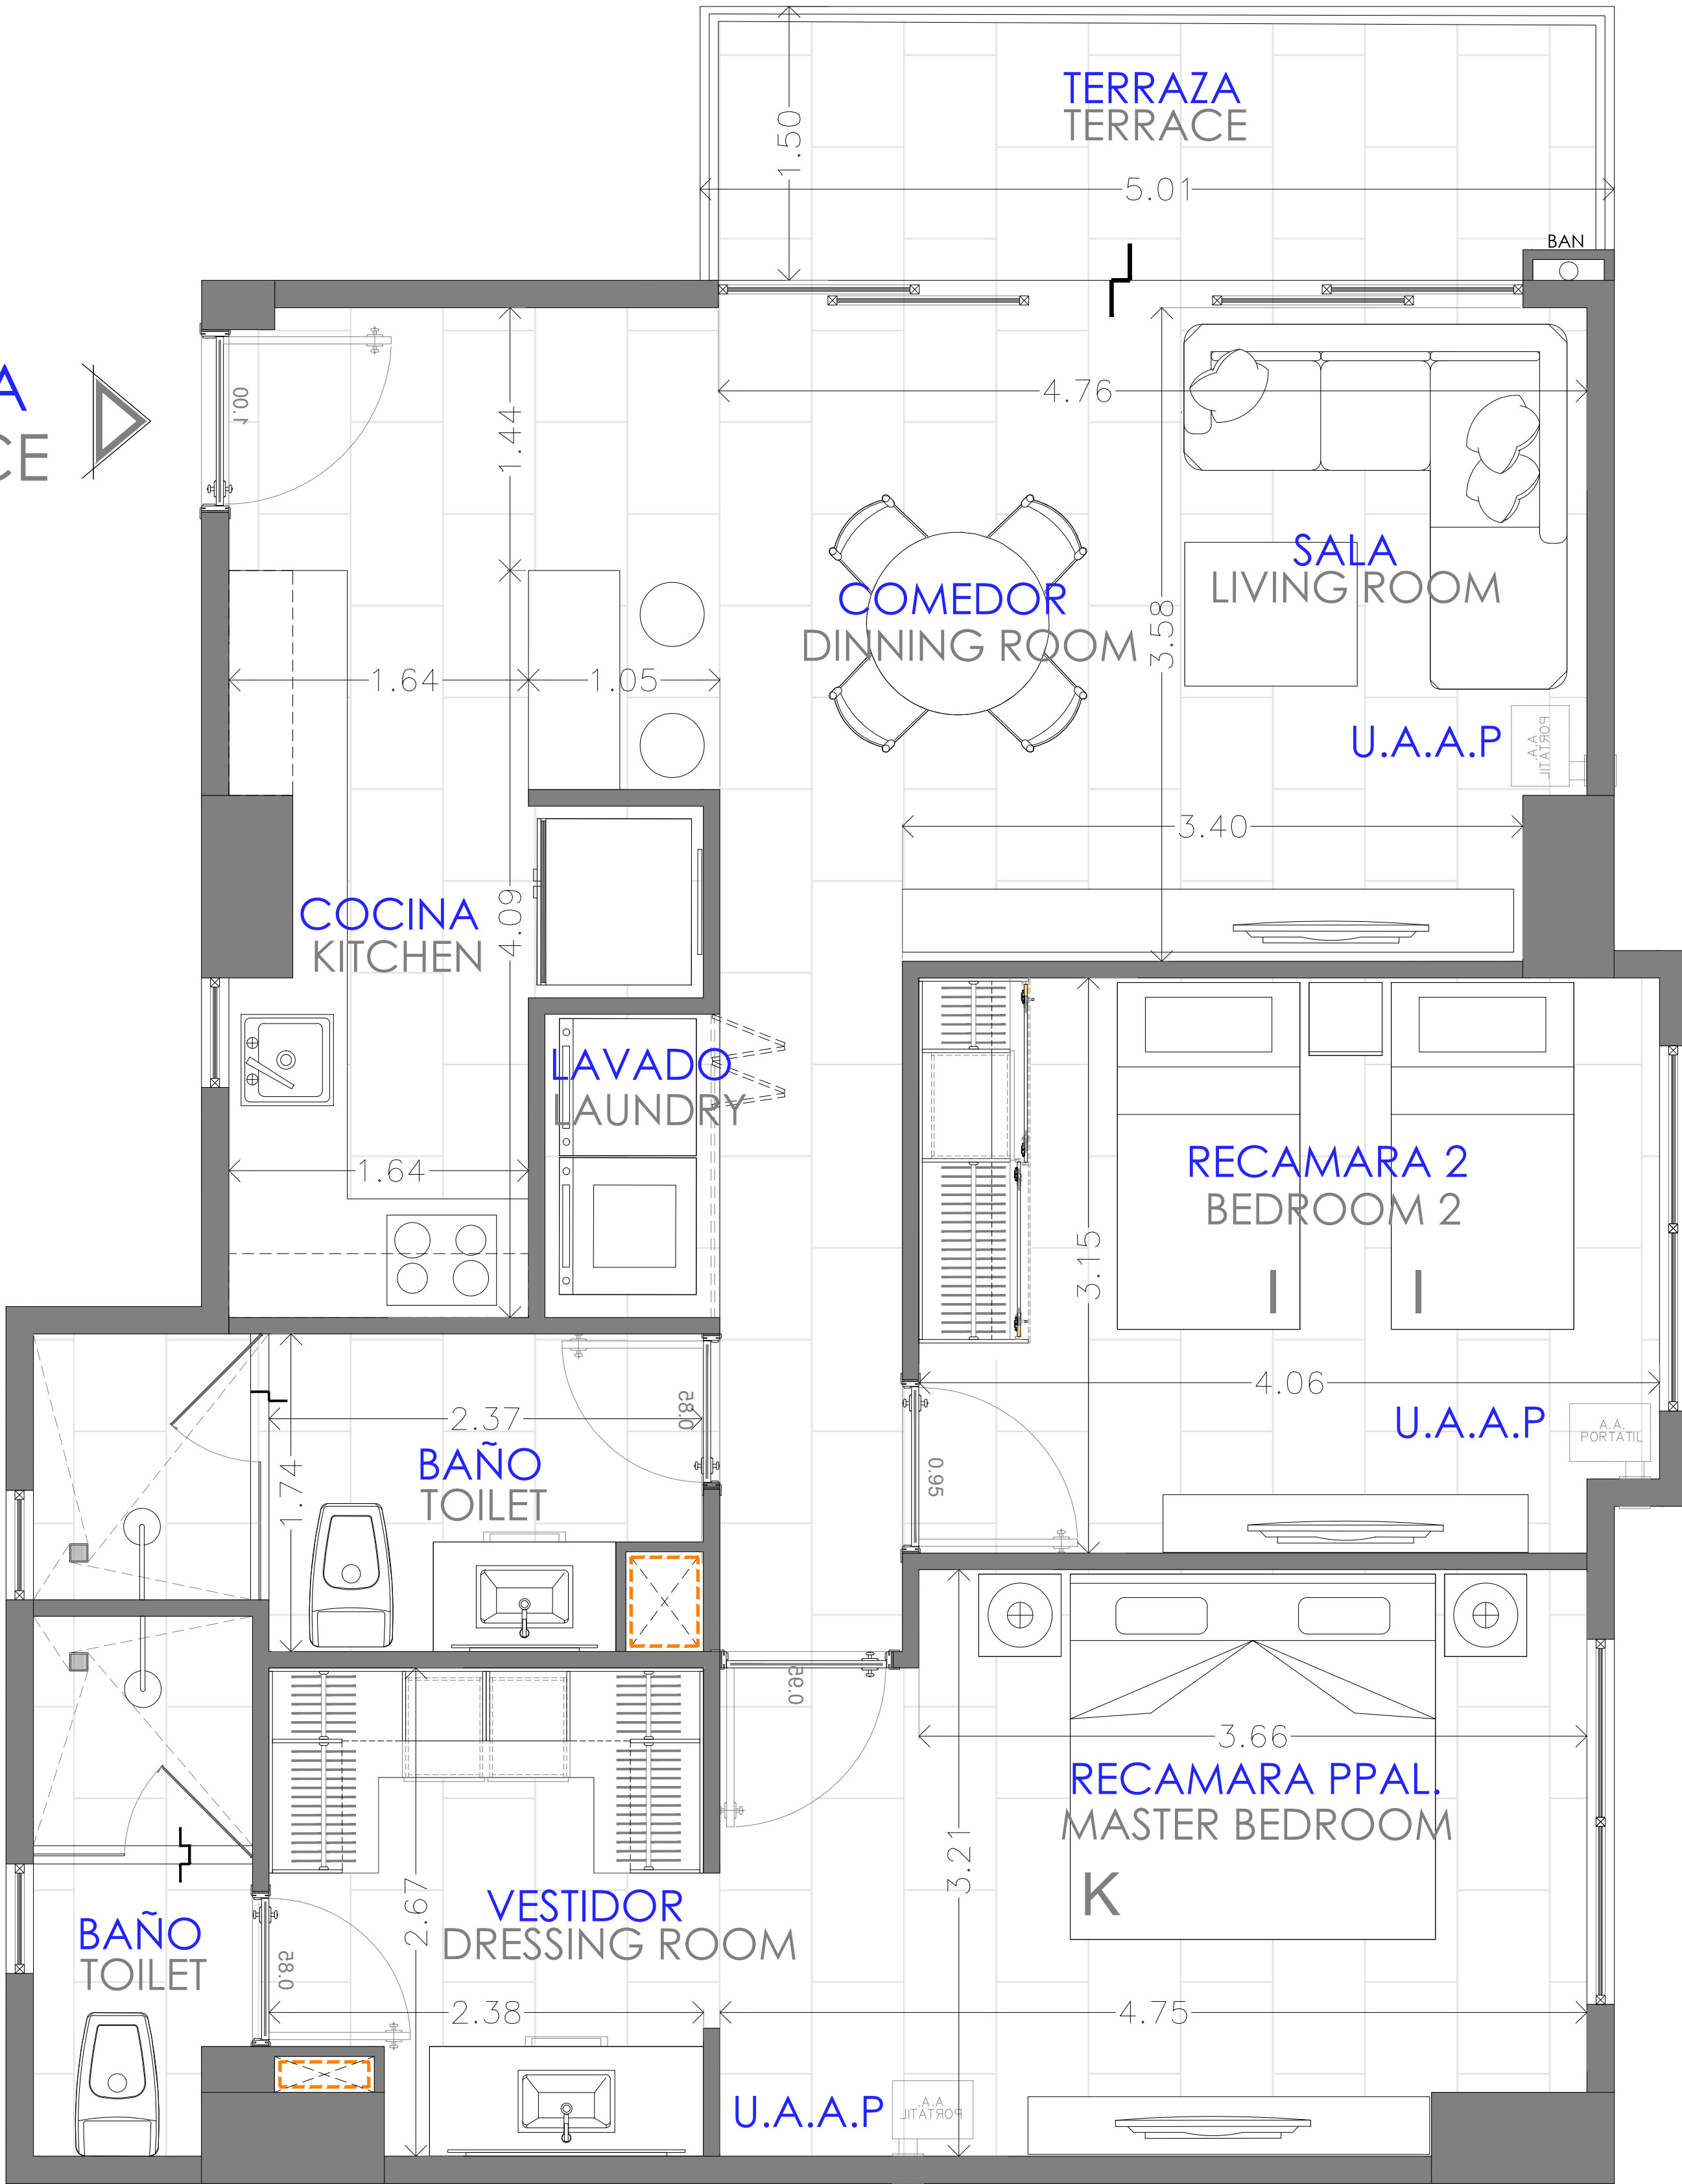 TERRAZA
TERRACE
1.50
5.01
BAN
A
CE
1.00
1.44
4.76
SALA
LIVING ROOM
COMEDOR
DINNING ROOM
3.58
1.64
1.05
U.A.A.P
A.A.
PORTATIL
3.40
COCINA
KITCHEN
4.09
LAVADO
LAUNDRY
1.64
RECAMARA 2
BEDROOM 2
3.15
4.06
U.A.A.P
A.A.
PORTATIL
2.37
0.85
BAÑO
TOILET
1.74
0.95
0.95
3.66
RECAMARA PPAL.
MASTER BEDROOM
K
3.21
2.67
VESTIDOR
DRESSING ROOM
BAÑO
TOILET
0.85
2.38
4.75
U.A.A.P
A.A.
PORTATIL